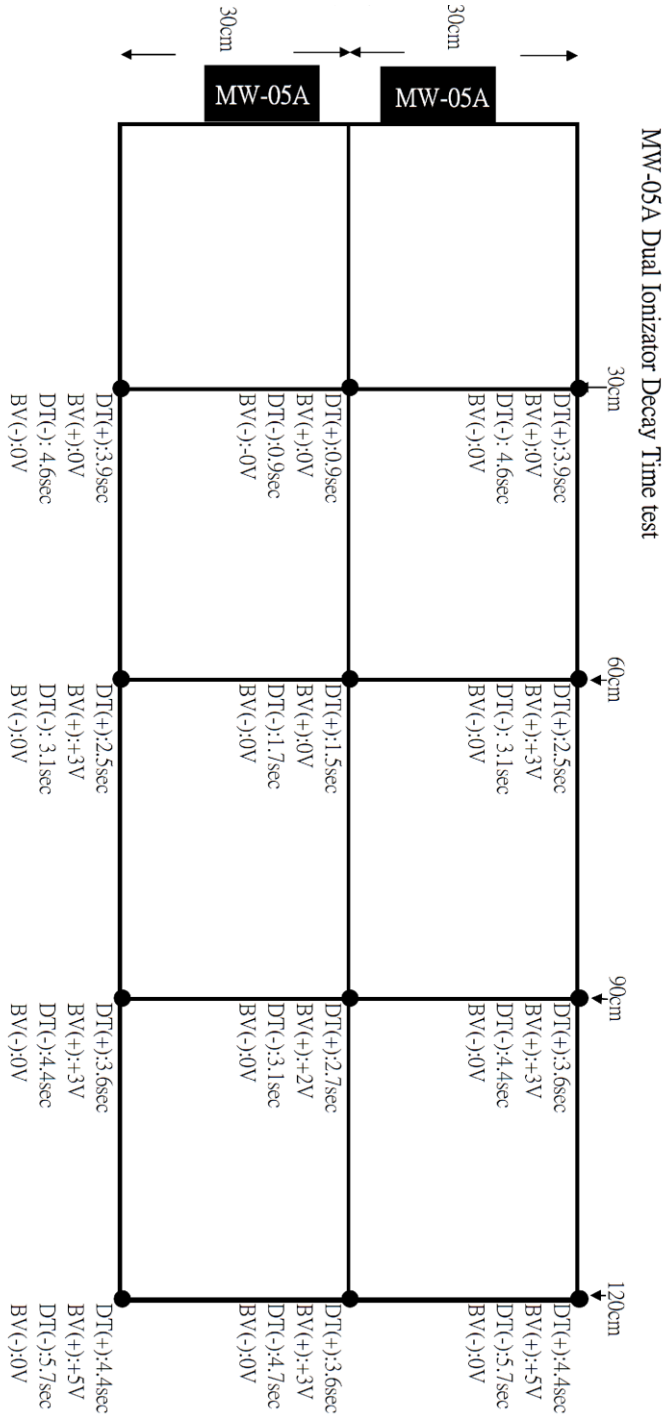 MW-05A Dual Ionizator Decay Time test
30cm
60cm
90cm
120cm
30cm
MW-05A
DT(+):3.9sec
BV(+):0V
DT(-): 4.6sec
BV(-):0V
DT(+):2.5sec
BV(+):+3V
DT(-): 3.1sec
BV(-):0V
DT(+):3.6sec
BV(+):+3V
DT(-):4.4sec
BV(-):0V
DT(+):4.4sec
BV(+):+5V
DT(-):5.7sec
BV(-):0V
30cm
MW-05A
DT(+):0.9sec
BV(+):0V
DT(-):0.9sec
BV(-):-0V
DT(+):1.5sec
BV(+):0V
DT(-):1.7sec
BV(-):0V
DT(+):2.7sec
BV(+):+2V
DT(-):3.1sec
BV(-):0V
DT(+):3.6sec
BV(+):+3V
DT(-):4.7sec
BV(-):0V
DT(+):3.9sec
BV(+):0V
DT(-): 4.6sec
BV(-):0V
DT(+):2.5sec
BV(+):+3V
DT(-): 3.1sec
BV(-):0V
DT(+):3.6sec
BV(+):+3V
DT(-):4.4sec
BV(-):0V
DT(+):4.4sec
BV(+):+5V
DT(-):5.7sec
BV(-):0V